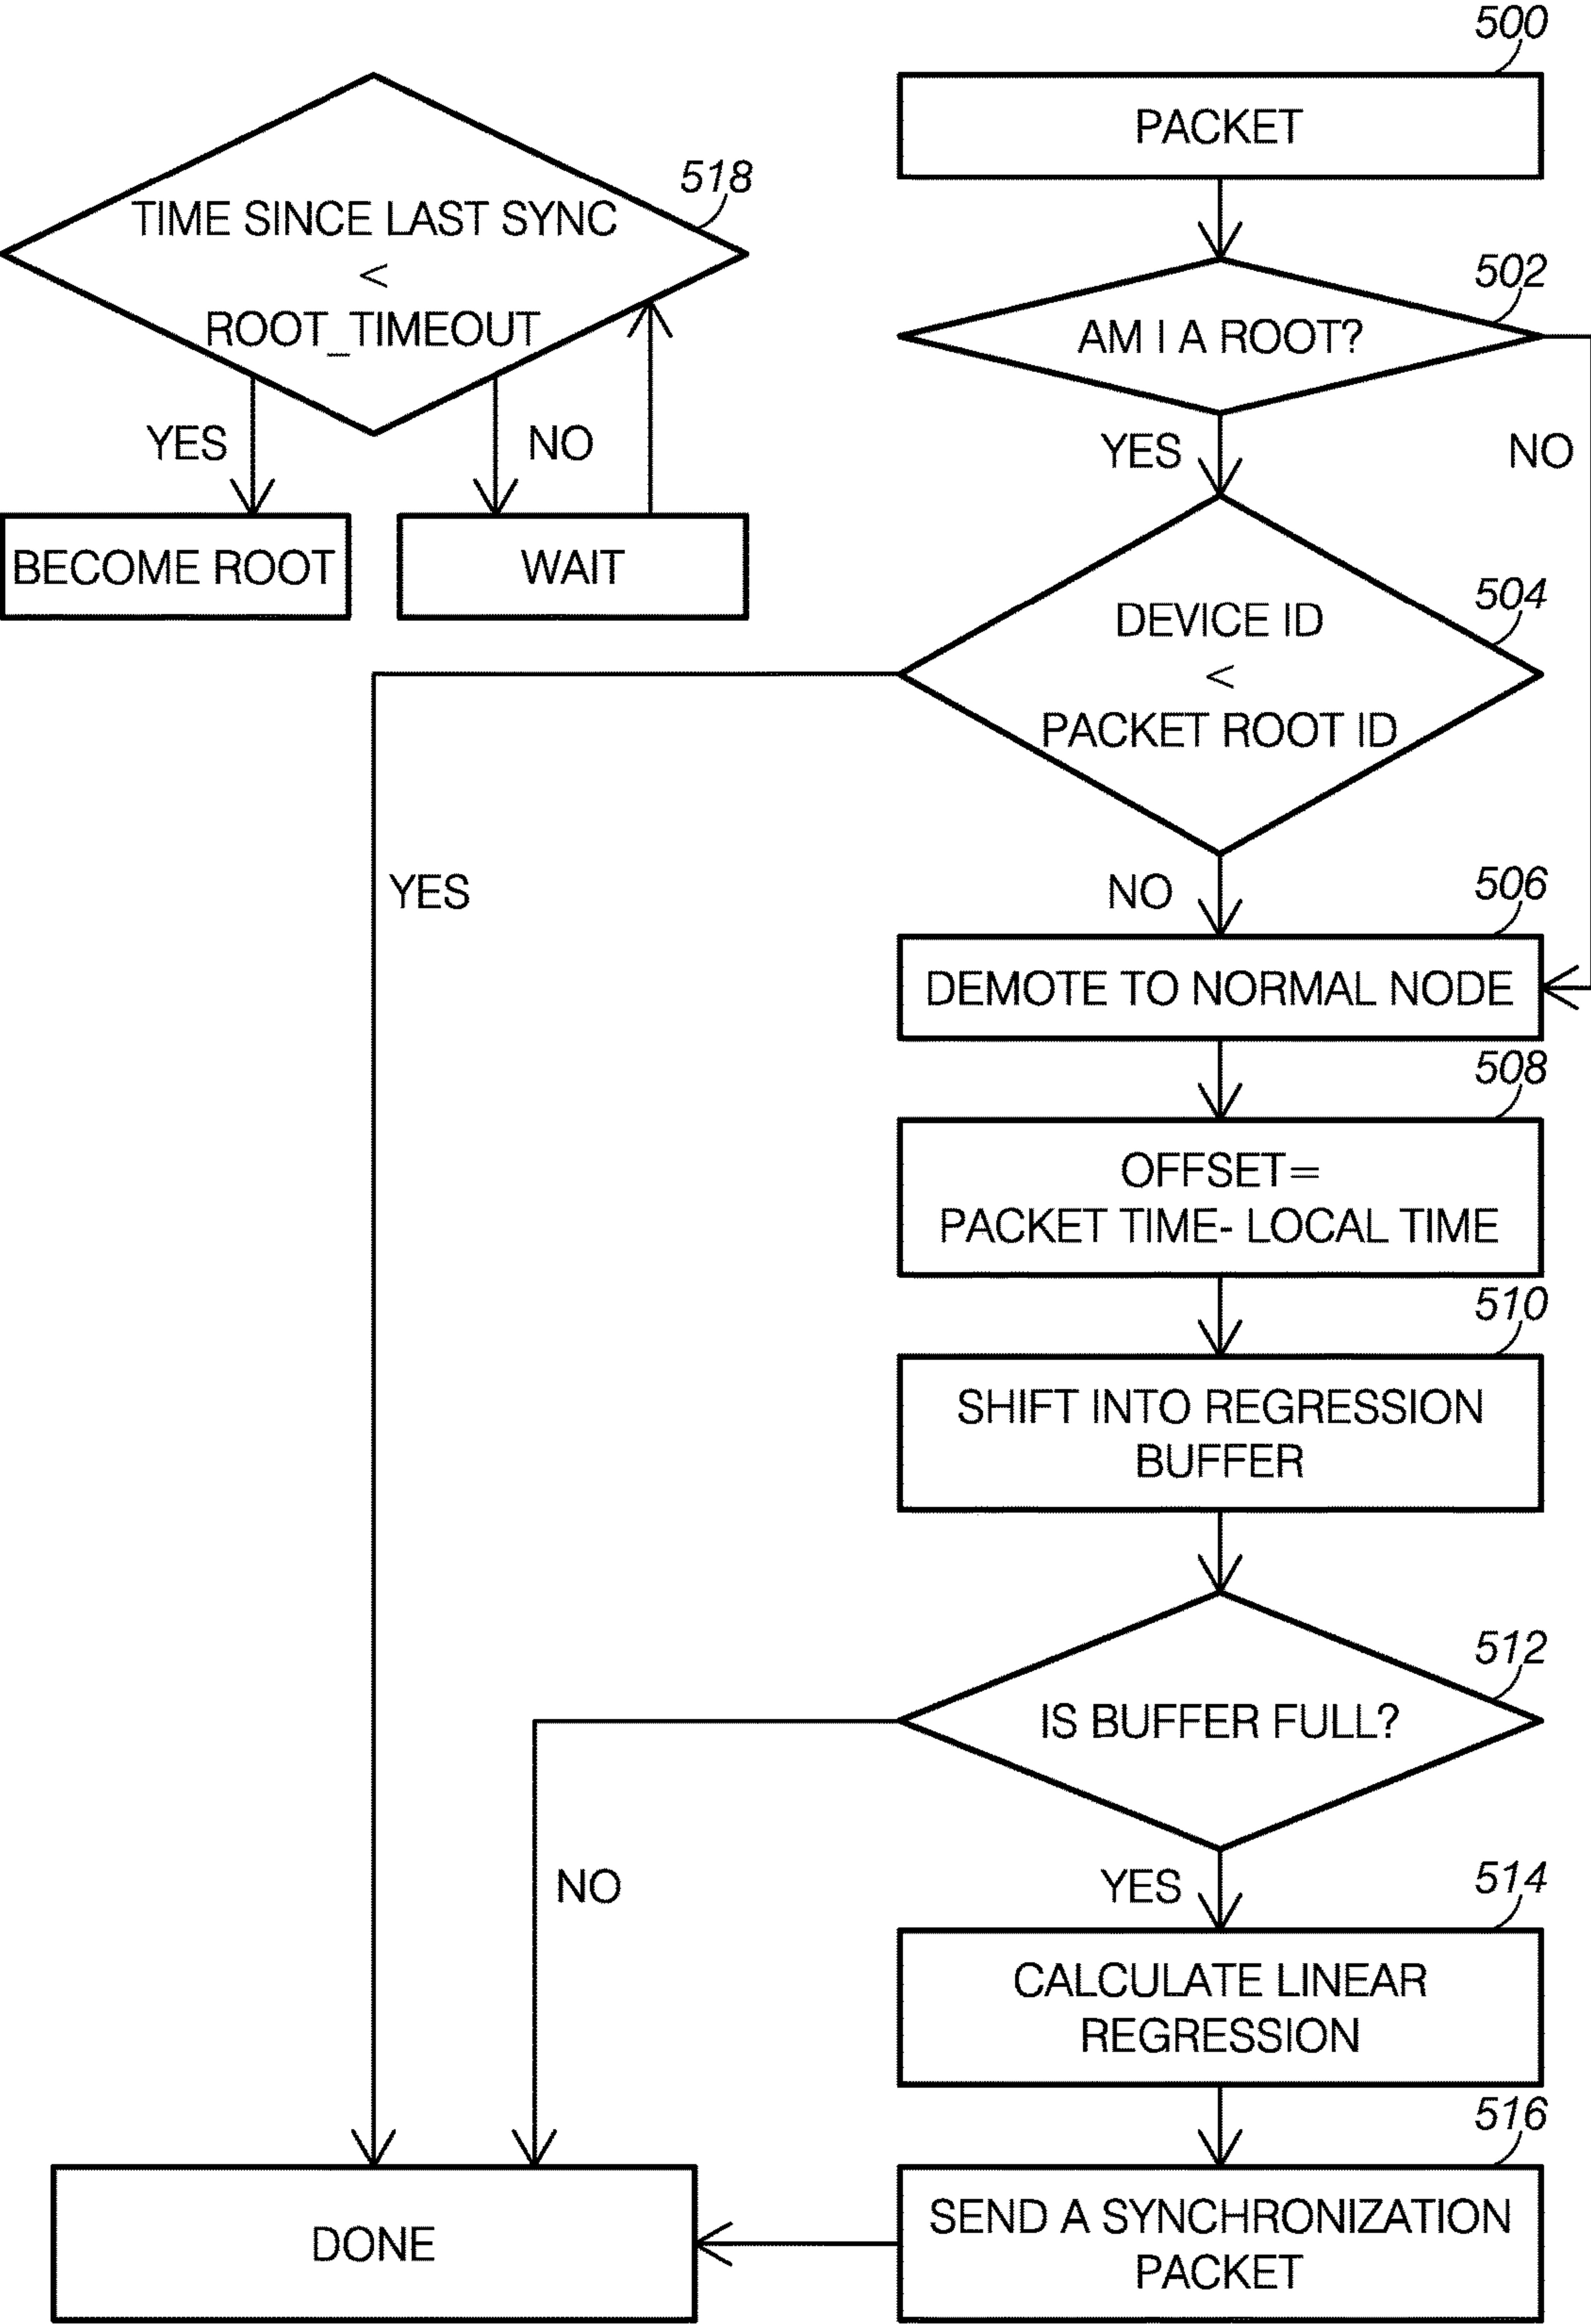 500
PACKET
518
TIME SINCE LAST SYNC
<
ROOT_TIMEOUT
YES
NO
BECOME ROOT
WAIT
502
AM I A ROOT?
YES
NO
504
DEVICE ID
<
PACKET ROOT ID
YES
NO
506
DEMOTE TO NORMAL NODE
508
OFFSET=
PACKET TIME- LOCAL TIME
510
SHIFT INTO REGRESSION
BUFFER
512
IS BUFFER FULL?
NO
YES
514
CALCULATE LINEAR
REGRESSION
516
SEND A SYNCHRONIZATION
PACKET
DONE